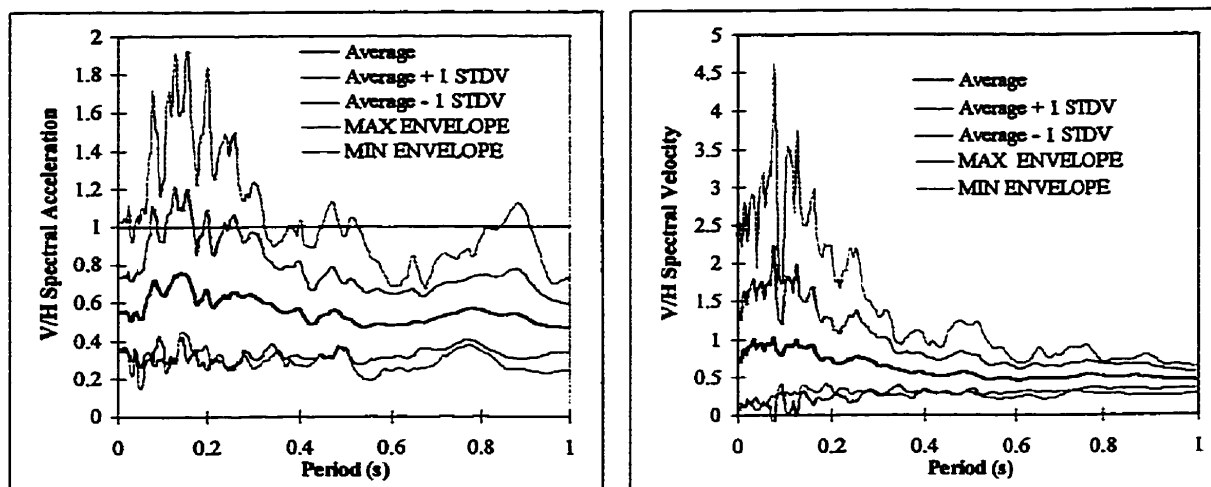 V/H Spectral Acceleration
2
1.8
1.6
1.4
1.2
1
0.8
0.6
0.4
0.2
0
Average
Average + 1 STDV
Average - 1 STDV
MAX ENVELOPE
MIN ENVELOPE
0 0.2 0.4 0.6 0.8 1
Period (s)
V/H Spectral Velocity
5
4.5
4
3.5
3
2.5
2
1.5
1
0.5
0
Average
Average + 1 STDV
Average - 1 STDV
MAX ENVELOPE
MIN ENVELOPE
0 0.2 0.4 0.6 0.8 1
Period (s)